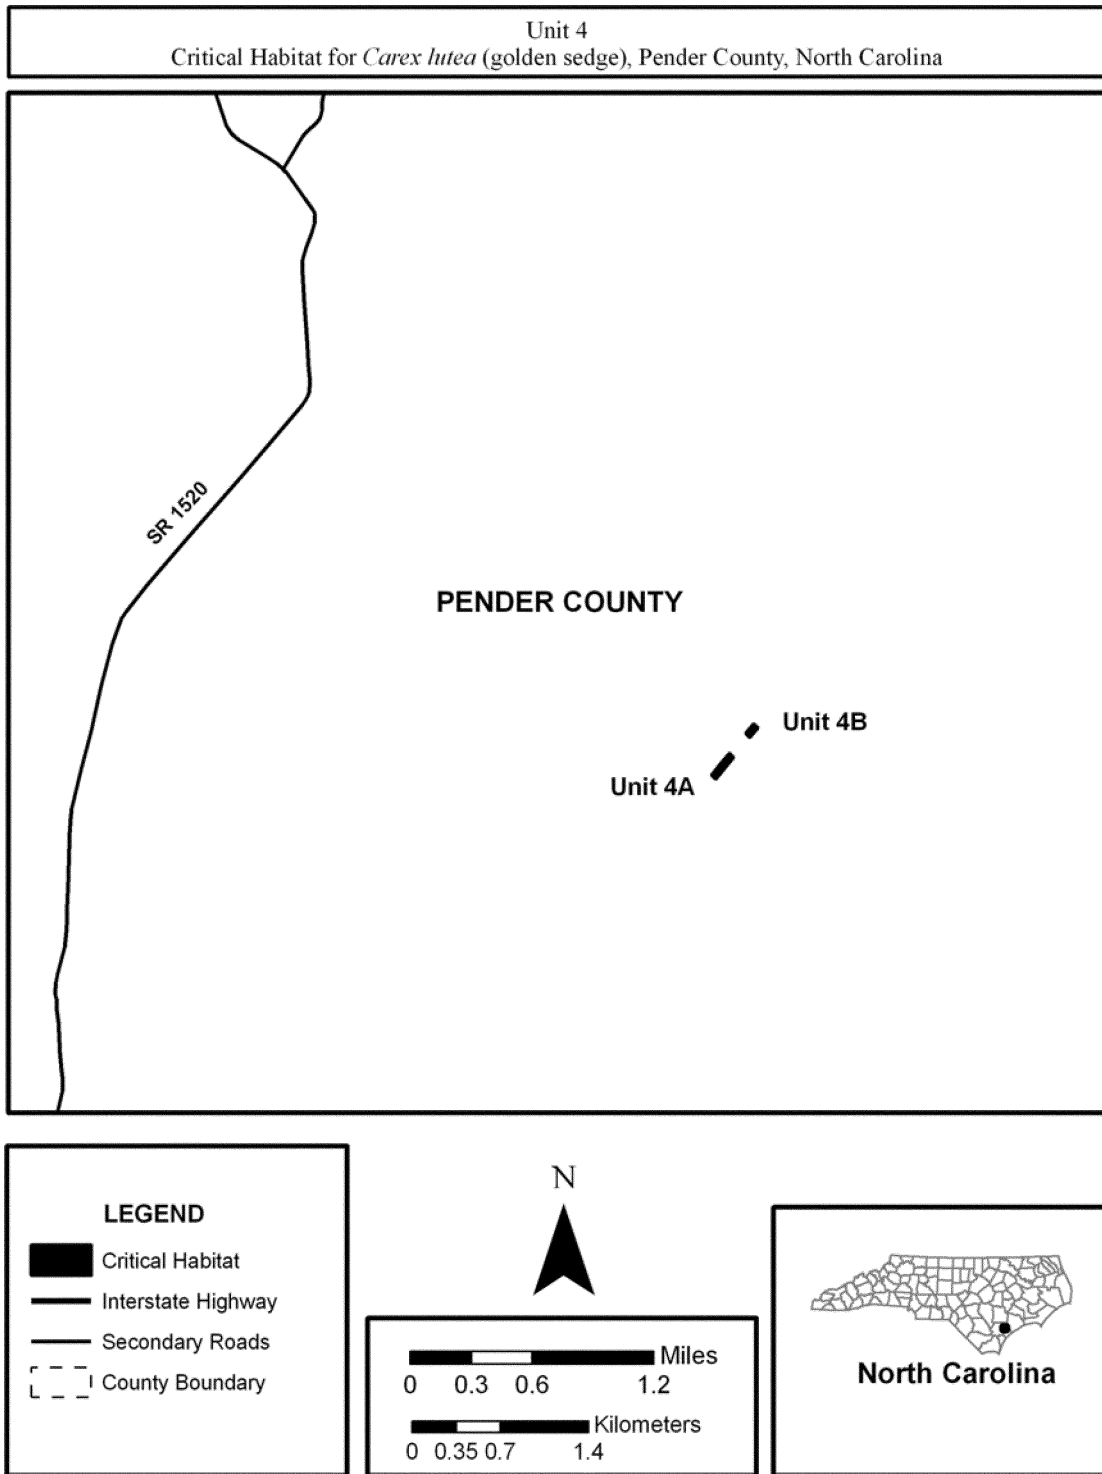 Unit 4
Critical Habitat for Carex lutea (golden sedge), Pender County, North Carolina
SR 1520
PENDER COUNTY
Unit 4B
Unit 4A
LEGEND
Critical Habitat
Interstate Highway
Secondary Roads
County Boundary
N
Miles
0 0.3 0.6 1.2
Kilometers
0 0.35 0.7 1.4
North Carolina